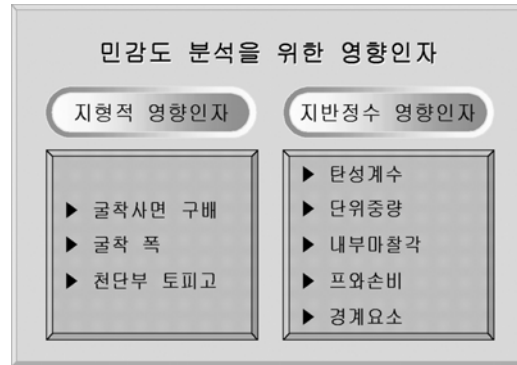 민감도 분석을 위한 영향인자
지형적 영향인자
▶ 굴착사면 구배
▶ 굴착 폭
▶ 천단부 토피고
지반정수 영향인자
▶ 탄성계수
▶ 단위중량
▶ 내부마찰각
▶ 프와손비
▶ 경계요소